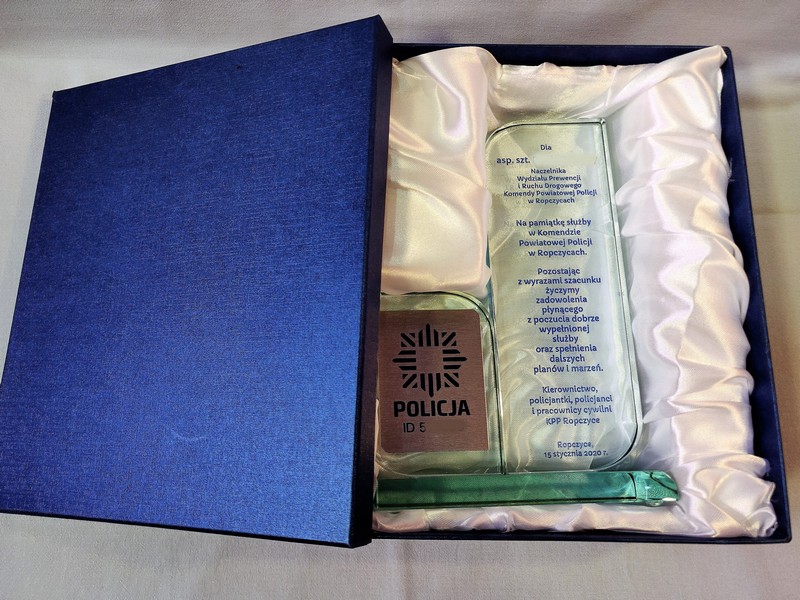 Dla
asp. szt.
Naczelnika
Wydziału Prewencji
i Ruchu Drogowego
Komendy Powiatowej Policji
w Ropczycach
Na pamiątkę służby
w Komendzie
Powiatowej Policji
w Ropczycach.
Pozostając
z wyrazami szacunku
życzymy
zadowolenia
płynącego
z poczucia dobrze
wypełnionej
służby
oraz spełnienia
dalszych
planów i marzeń.
Kierownictwo,
policjantki, policjanci
i pracownicy cywilni
KPP Ropczyce
Ropczyce,
15 stycznia 2020 r.
POLICJA
ID 5